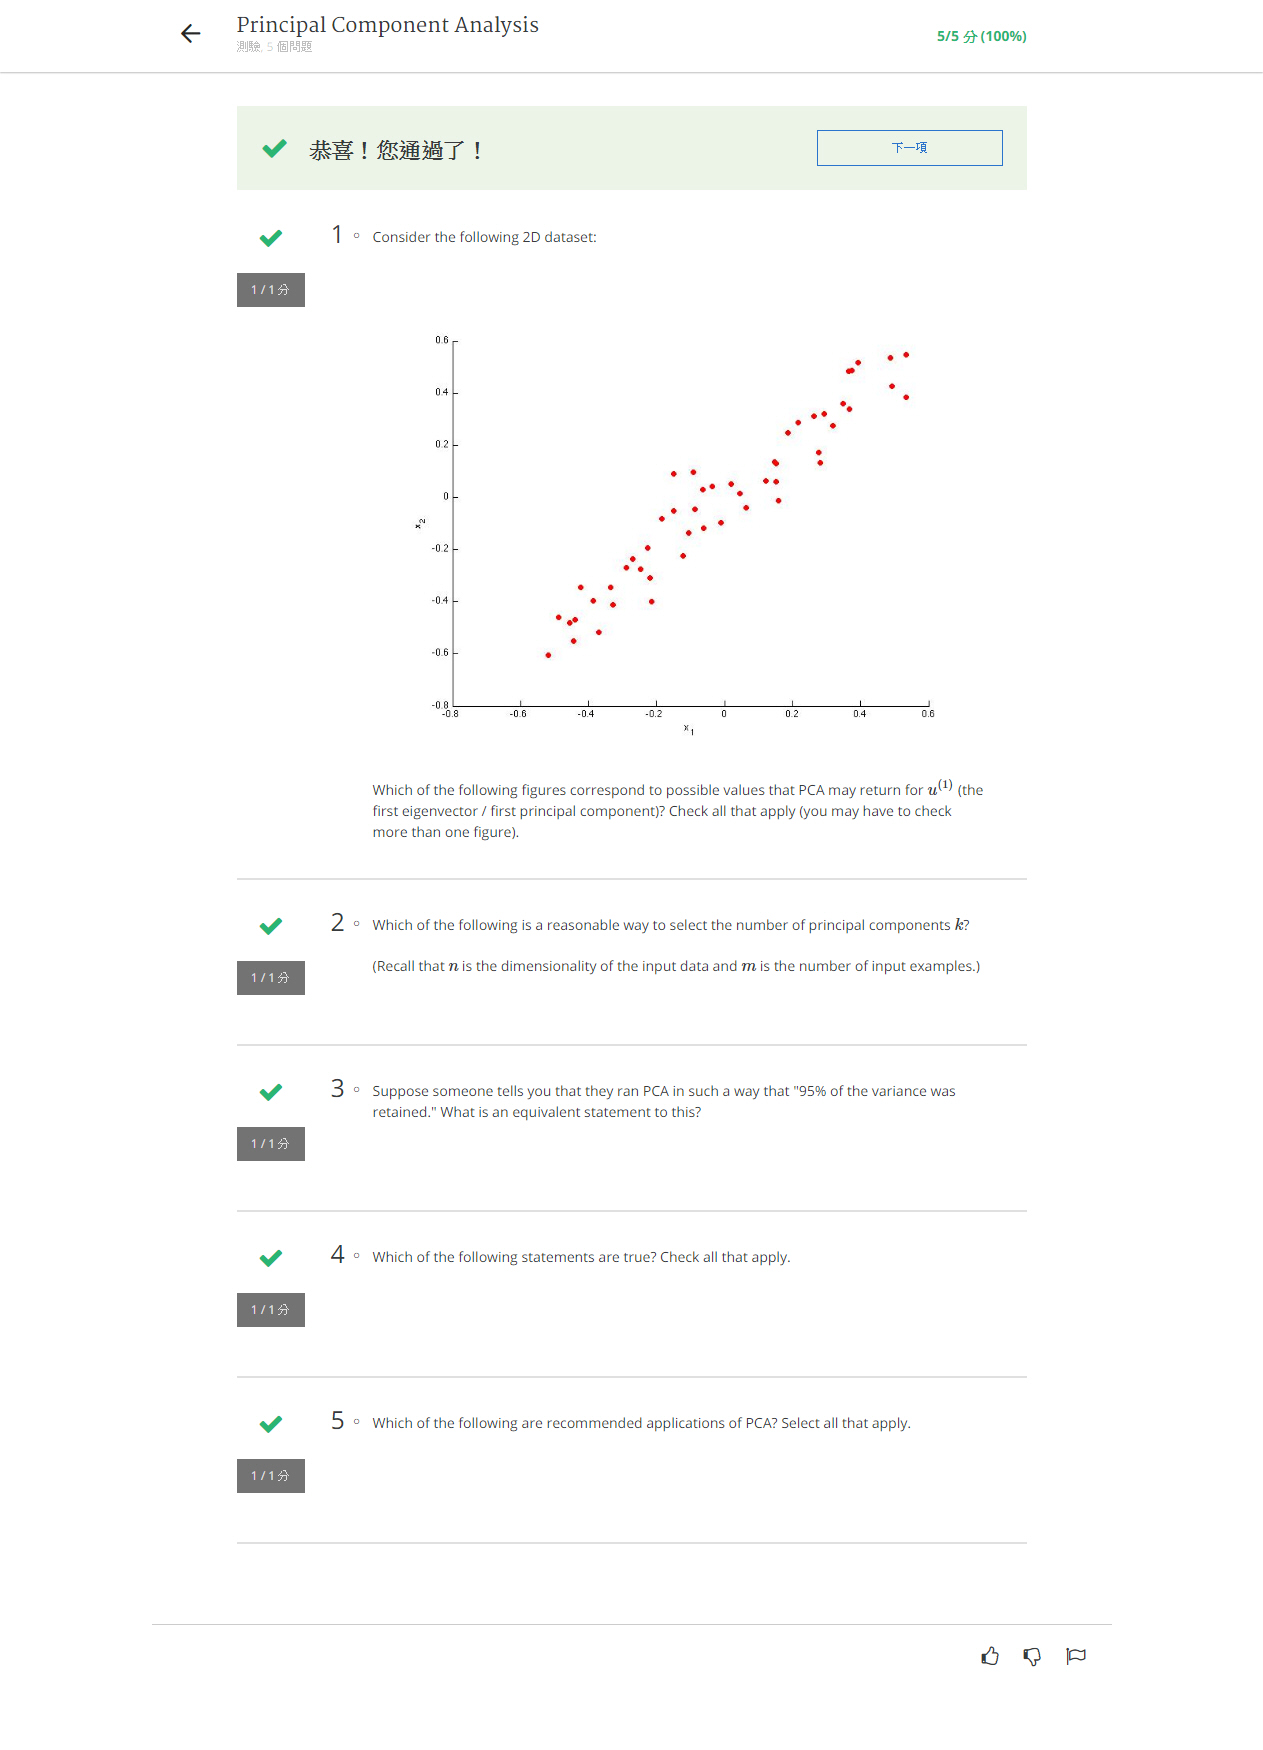 Principal Component Analysis
測驗, 5 個問題
5/5 分 (100%)
恭喜！您通過了！
下一項
1
Consider the following 2D dataset:
1 / 1 分
0.6
0.4
0.2
0
-0.2
-0.4
-0.6
-0.8
x2
-0.8 -0.6 -0.4 -0.2 0 0.2 0.4 0.6
x1
Which of the following figures correspond to possible values that PCA may return for u(1) (the
first eigenvector / first principal component)? Check all that apply (you may have to check
more than one figure).
2
Which of the following is a reasonable way to select the number of principal components k?
(Recall that n is the dimensionality of the input data and m is the number of input examples.)
1 / 1 分
3
Suppose someone tells you that they ran PCA in such a way that "95% of the variance was
retained." What is an equivalent statement to this?
1 / 1 分
4
Which of the following statements are true? Check all that apply.
1 / 1 分
5
Which of the following are recommended applications of PCA? Select all that apply.
1 / 1 分